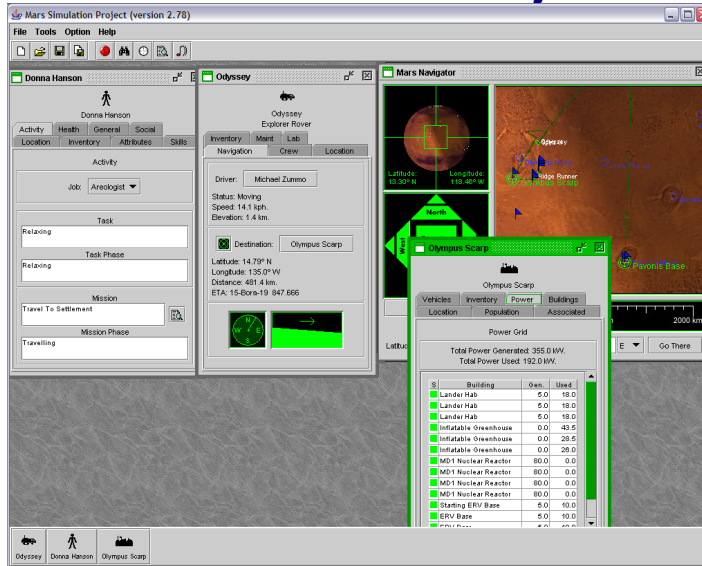 Mars Simulation Project (version 2.78)
File Tools Option Help
Donna Hanson
Donna Hanson
Activity Health General Social
Location Inventory Attributes Skills
Activity
Job: Areologist
Task
Relaxing
Task Phase
Relaxing
Mission
Travel To Settlement
Mission Phase
Travelling
Odyssey
Odyssey
Explorer Rover
Inventory Maint Lab
Navigation Crew Location
Driver: Michael Zummo
Status: Moving
Speed: 14.1 kph.
Elevation: 1.4 km.
Destination: Olympus Scarp
Latitude: 14.79° N
Longitude: 135.0° W
Distance: 481.4 km.
ETA: 15-Bora-19 847.666
N
W E
S
Mars Navigator
Latitude: Longitude:
13.30° N 118.46° W
North
West
Odyssey
Ridge Runner
Olympus Scarp
Pavonis Base
2000 km
E Go There
Olympus Scarp
Olympus Scarp
Vehicles Inventory Power Buildings
Location Population Associated
Power Grid
Total Power Generated: 355.0 kW.
Total Power Used: 192.0 kW.
S Building Gen. Used
Lander Hab 5.0 18.0
Lander Hab 5.0 18.0
Lander Hab 5.0 18.0
Inflatable Greenhouse 0.0 43.5
Inflatable Greenhouse 0.0 28.5
Inflatable Greenhouse 0.0 26.0
MD1 Nuclear Reactor 80.0 0.0
MD1 Nuclear Reactor 80.0 0.0
MD1 Nuclear Reactor 80.0 0.0
MD1 Nuclear Reactor 80.0 0.0
Starting ERV Base 5.0 10.0
ERV Base 5.0 10.0
Odyssey Donna Hanson Olympus Scarp